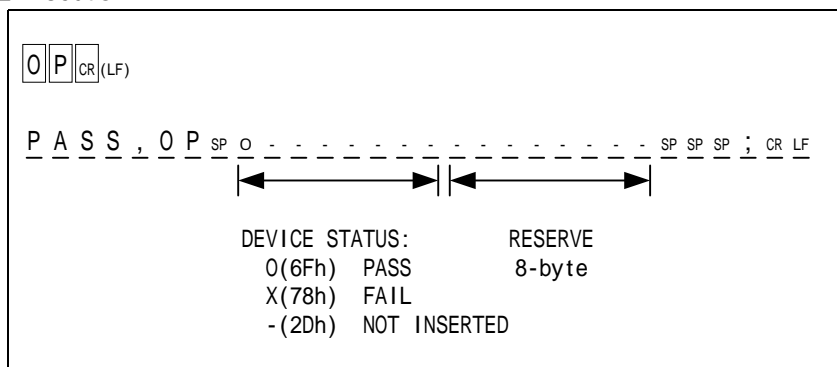 O P CR (LF)
P A S S , O P SP o - - - - - - - - - - - - - - - SP SP SP ; CR LF
DEVICE STATUS: RESERVE
O(6Fh) PASS 8-byte
X(78h) FAIL
-(2Dh) NOT INSERTED